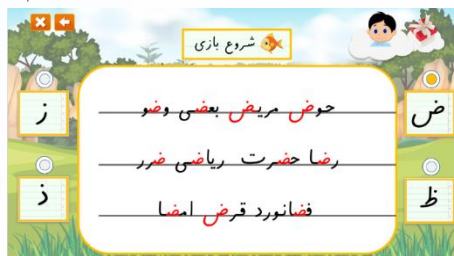 شروع بازی
ض
ز
حوض مریض بعضی وضو
رضا حضرت ریاضی ضرر
فضانورد قرض امضا
ظ
ذ